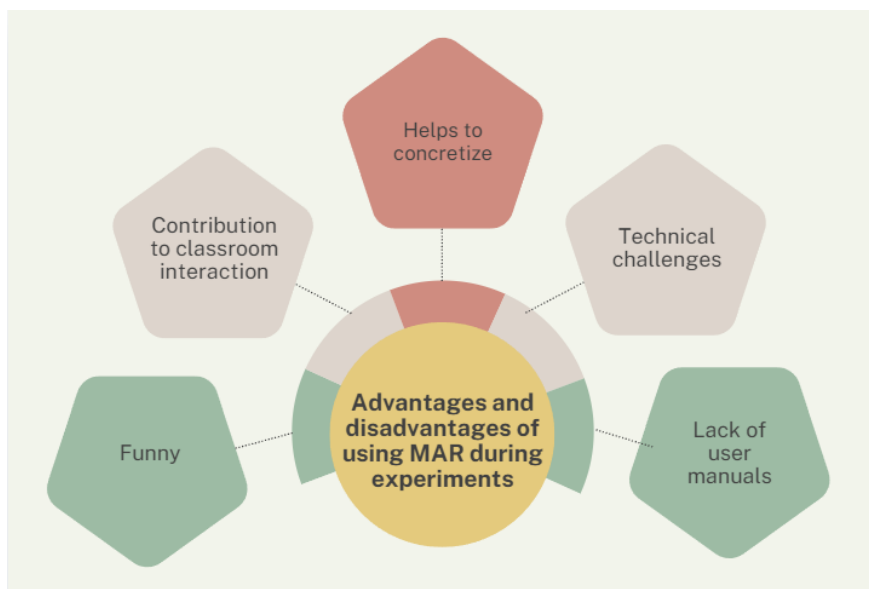 Helps to
concretize
Contribution
to classroom
interaction
Technical
challenges
Funny
Advantages and
disadvantages of
using MAR during
experiments
Lack of
user
manuals